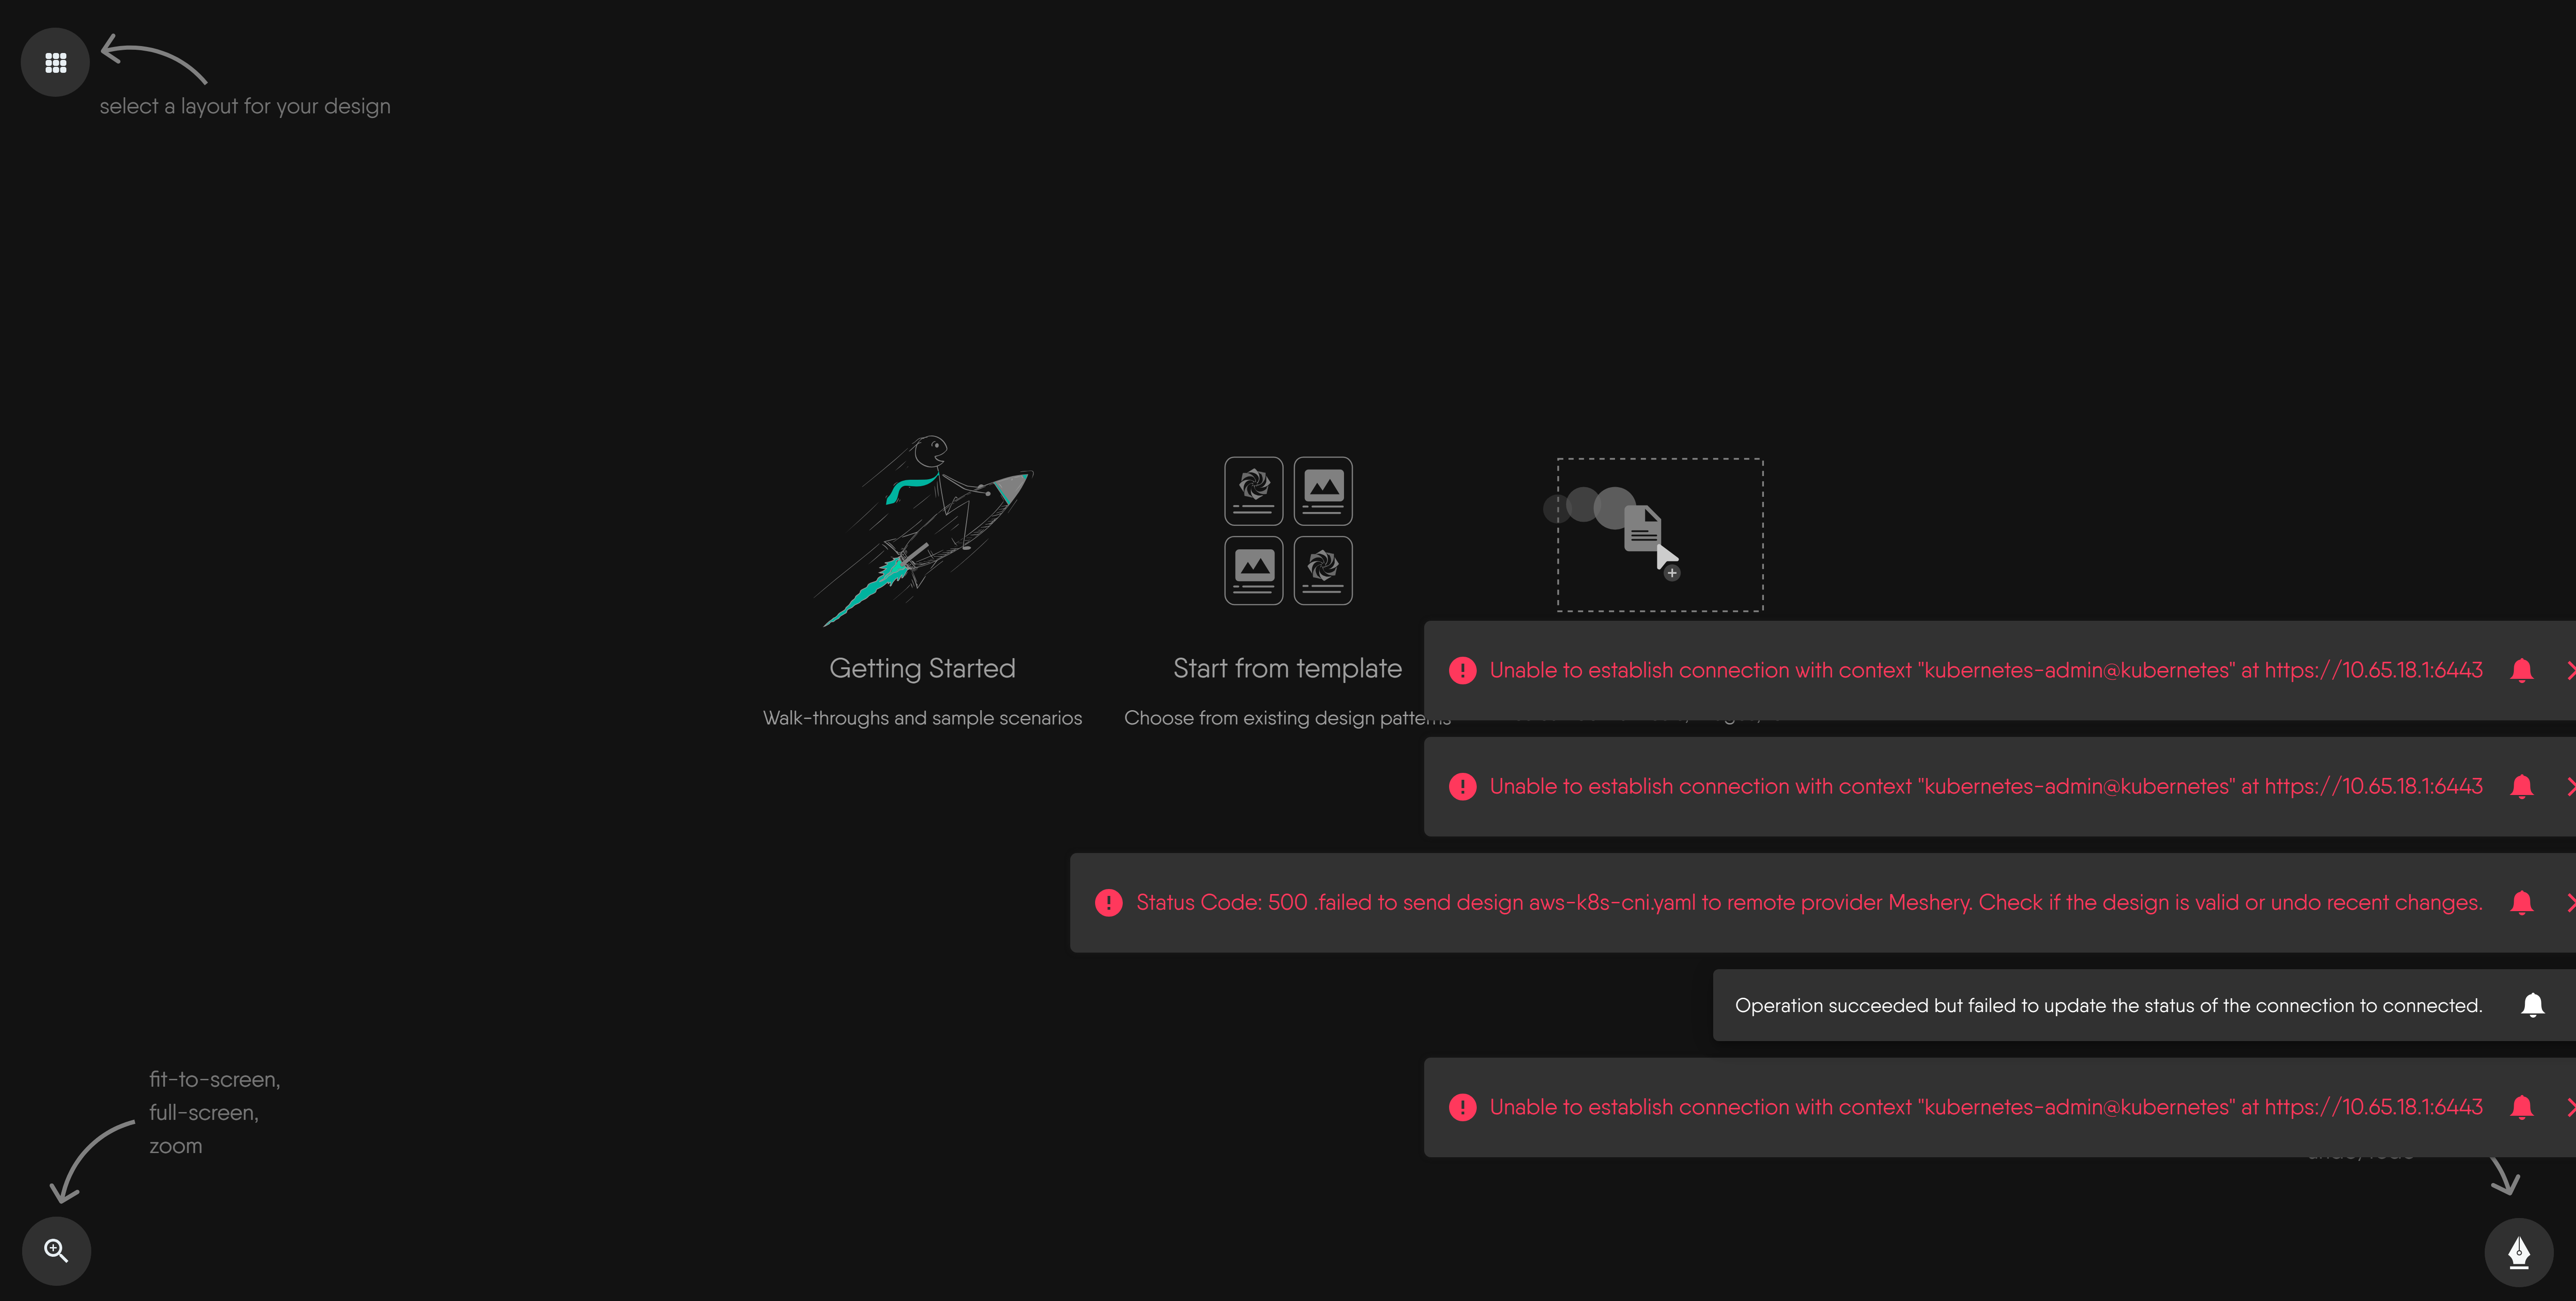 select a layout for your design
Getting Started
Walk-throughs and sample scenarios
Start from template
Choose from existing design patterns
Unable to establish connection with context "kubernetes-admin@kubernetes" at https://10.65.18.1:6443
Unable to establish connection with context "kubernetes-admin@kubernetes" at https://10.65.18.1:6443
Status Code: 500 .failed to send design aws-k8s-cni.yaml to remote provider Meshery. Check if the design is valid or undo recent changes.
Operation succeeded but failed to update the status of the connection to connected.
Unable to establish connection with context "kubernetes-admin@kubernetes" at https://10.65.18.1:6443
fit-to-screen,
full-screen,
zoom